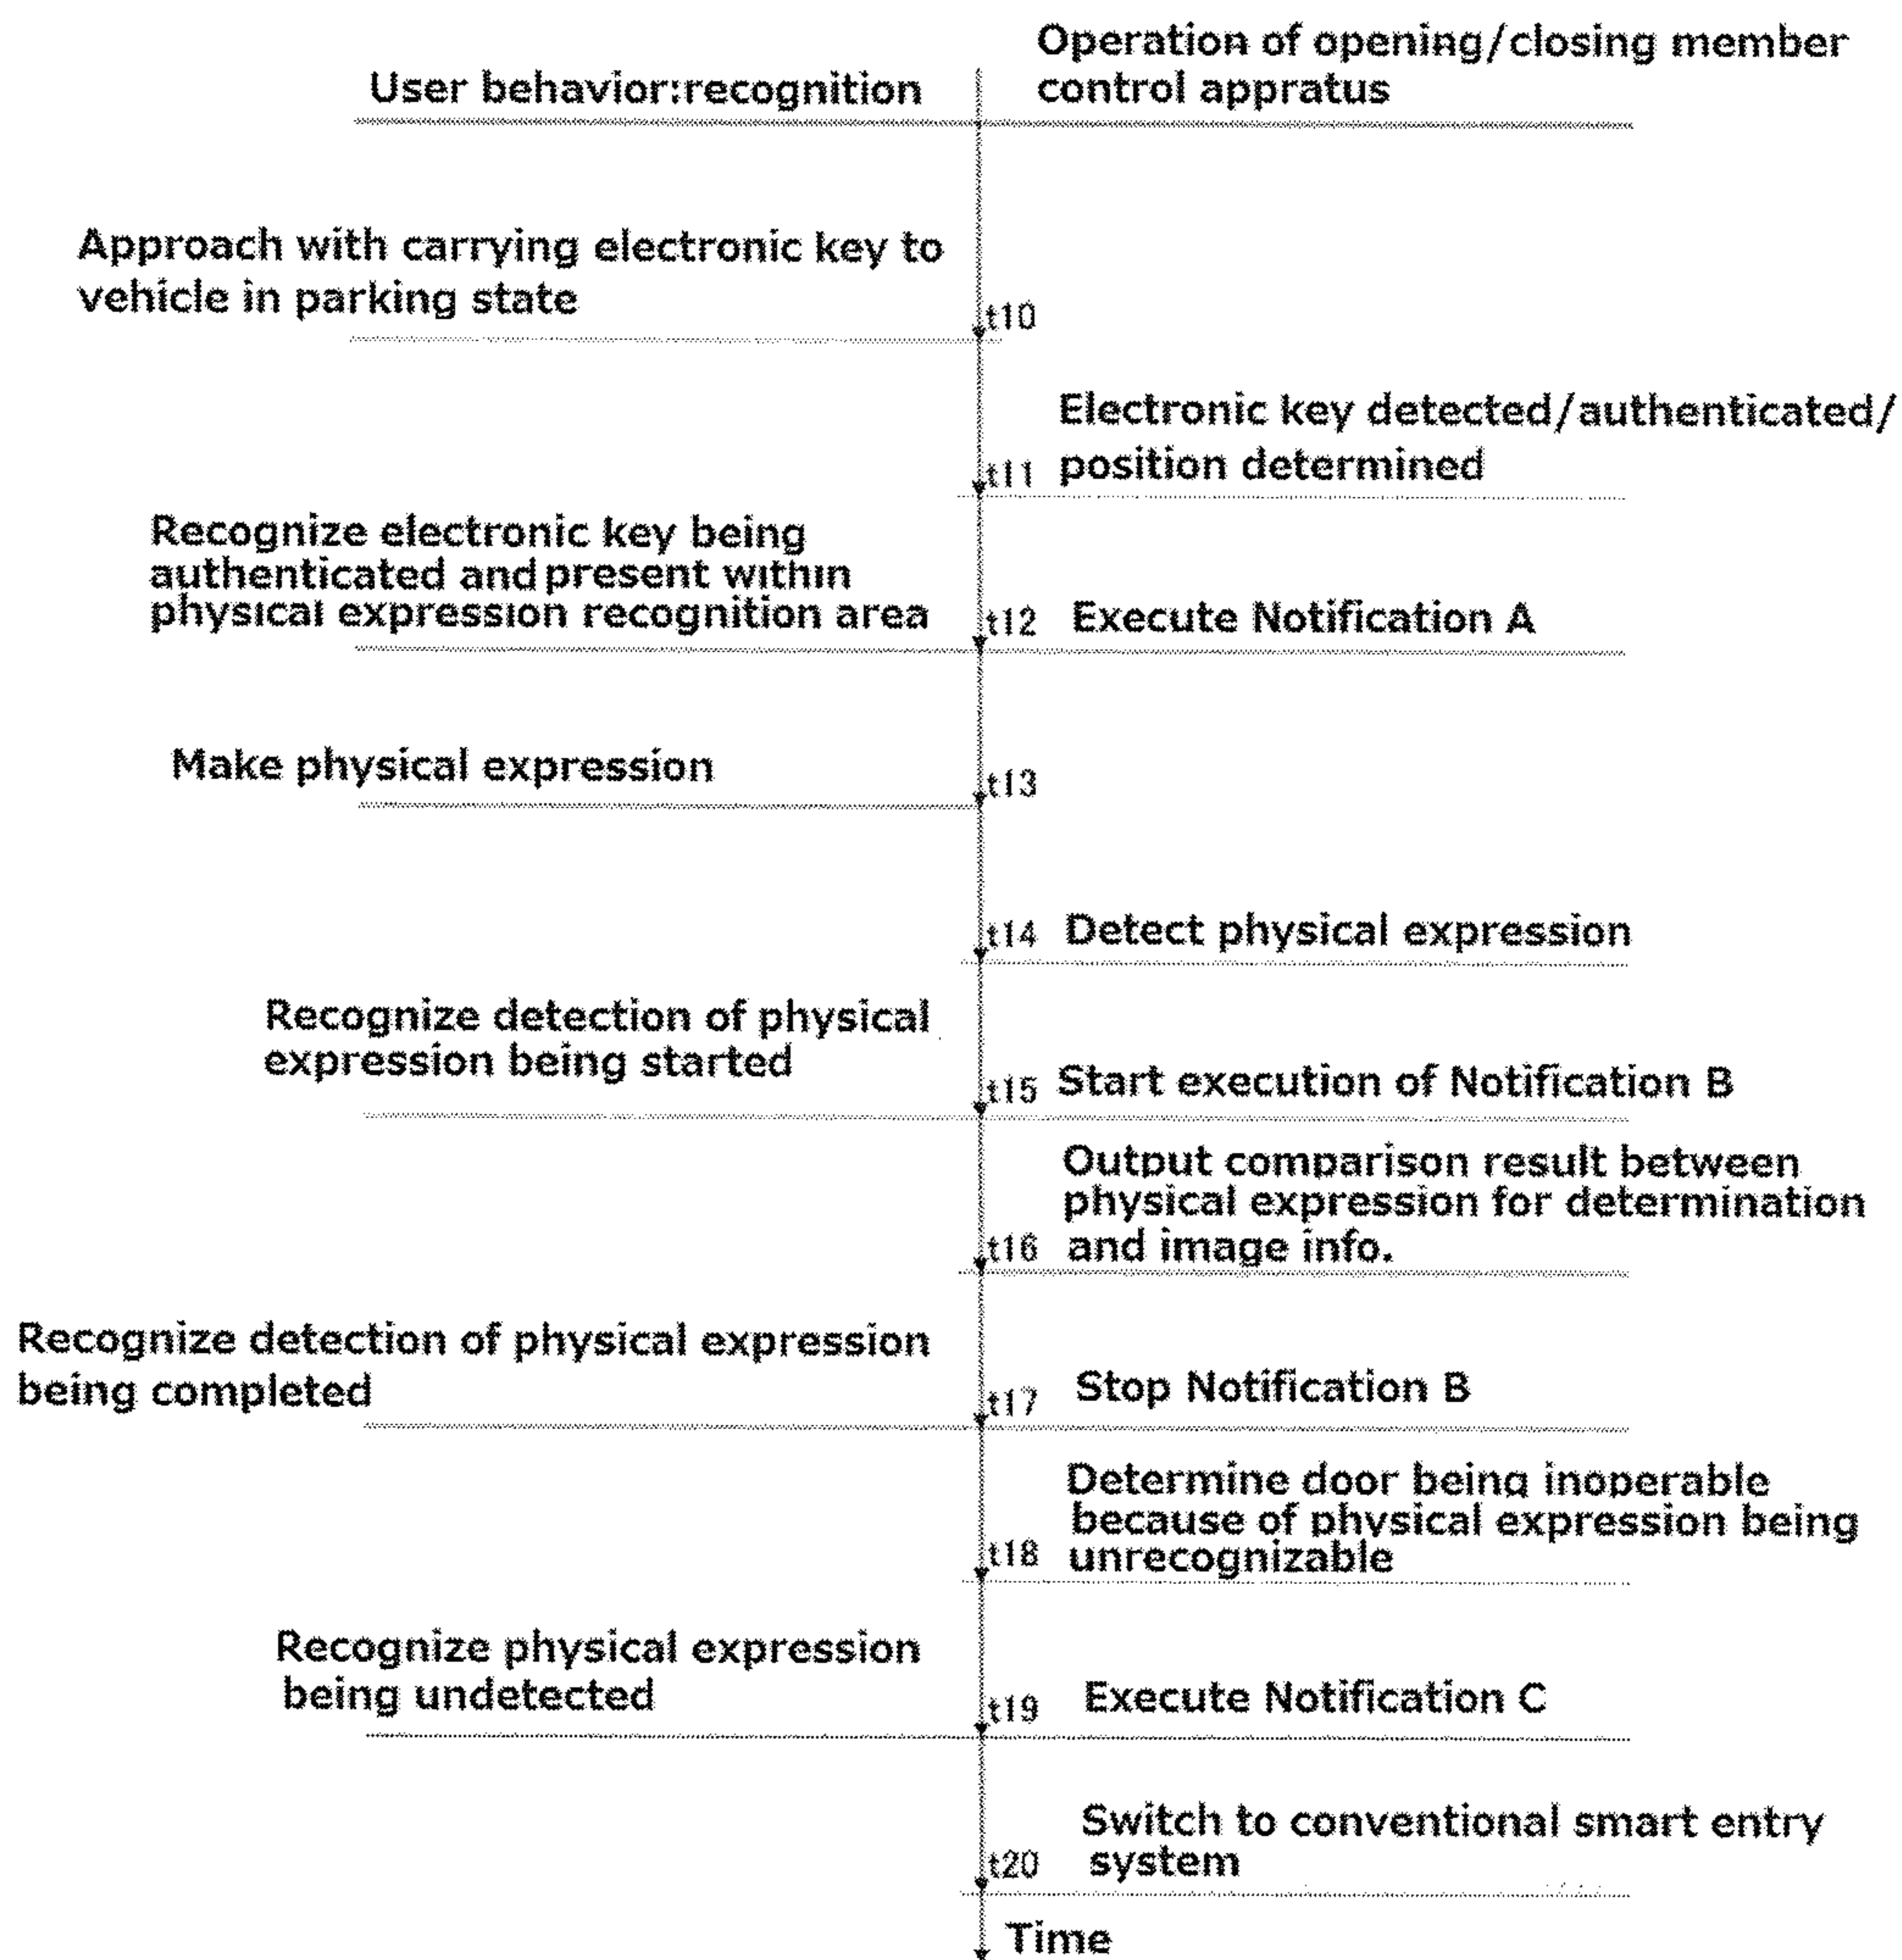 User behavior:recognition
Operation of opening/closing member
control appratus
Approach with carrying electronic key to
vehicle in parking state
t10
Electronic key detected/authenticated/
position determined
t11
Recognize electronic key being
authenticated and present within
physical expression recognition area
t12
Execute Notification A
Make physical expression
t13
t14
Detect physical expression
Recognize detection of physical
expression being started
t15
Start execution of Notification B
Output comparison result between
physical expression for determination
and image info.
t16
Recognize detection of physical expression
being completed
t17
Stop Notification B
Determine door being inoperable
because of physical expression being
unrecognizable
t18
Recognize physical expression
being undetected
t19
Execute Notification C
Switch to conventional smart entry
system
t20
Time